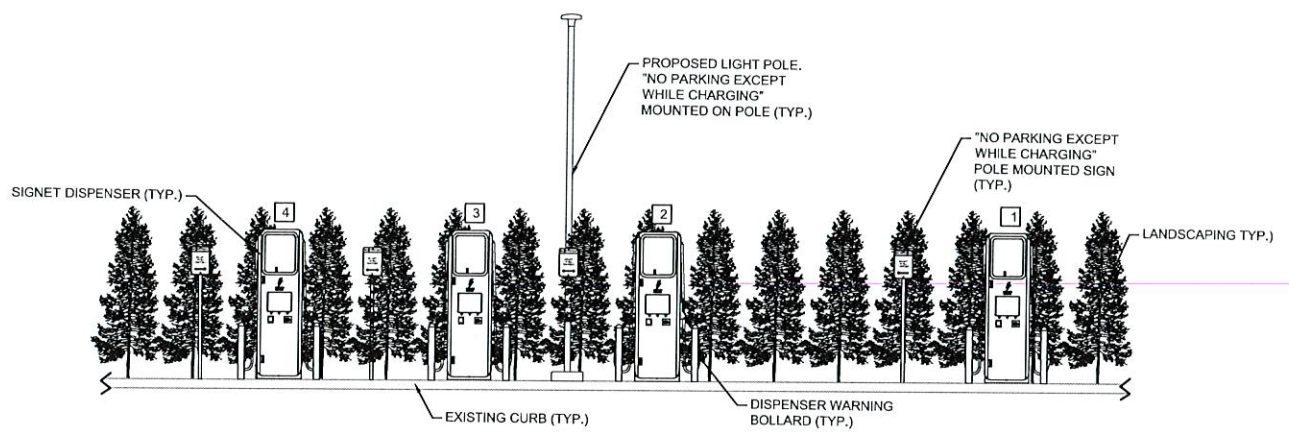 PROPOSED LIGHT POLE.
"NO PARKING EXCEPT
WHILE CHARGING"
MOUNTED ON POLE (TYP.)
"NO PARKING EXCEPT
WHILE CHARGING"
POLE MOUNTED SIGN
(TYP.)
SIGNET DISPENSER (TYP.)
4
3
2
1
LANDSCAPING TYP.)
EXISTING CURB (TYP.)
DISPENSER WARNING
BOLLARD (TYP.)